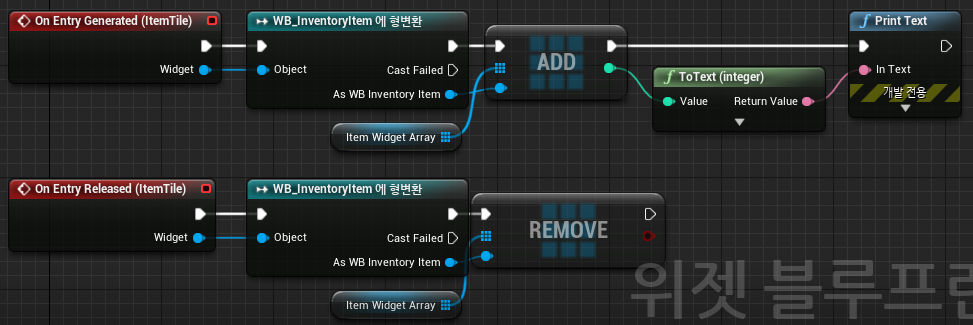 On Entry Generated (ItemTile)
Widget
WB_InventoryItem 에 형변환
Object
Cast Failed
As WB Inventory Item
Item Widget Array
ADD
ToText (integer)
Value
Return Value
Print Text
In Text
개발 전용
On Entry Released (ItemTile)
Widget
WB_InventoryItem 에 형변환
Object
Cast Failed
As WB Inventory Item
Item Widget Array
REMOVE
위젯 블루프린